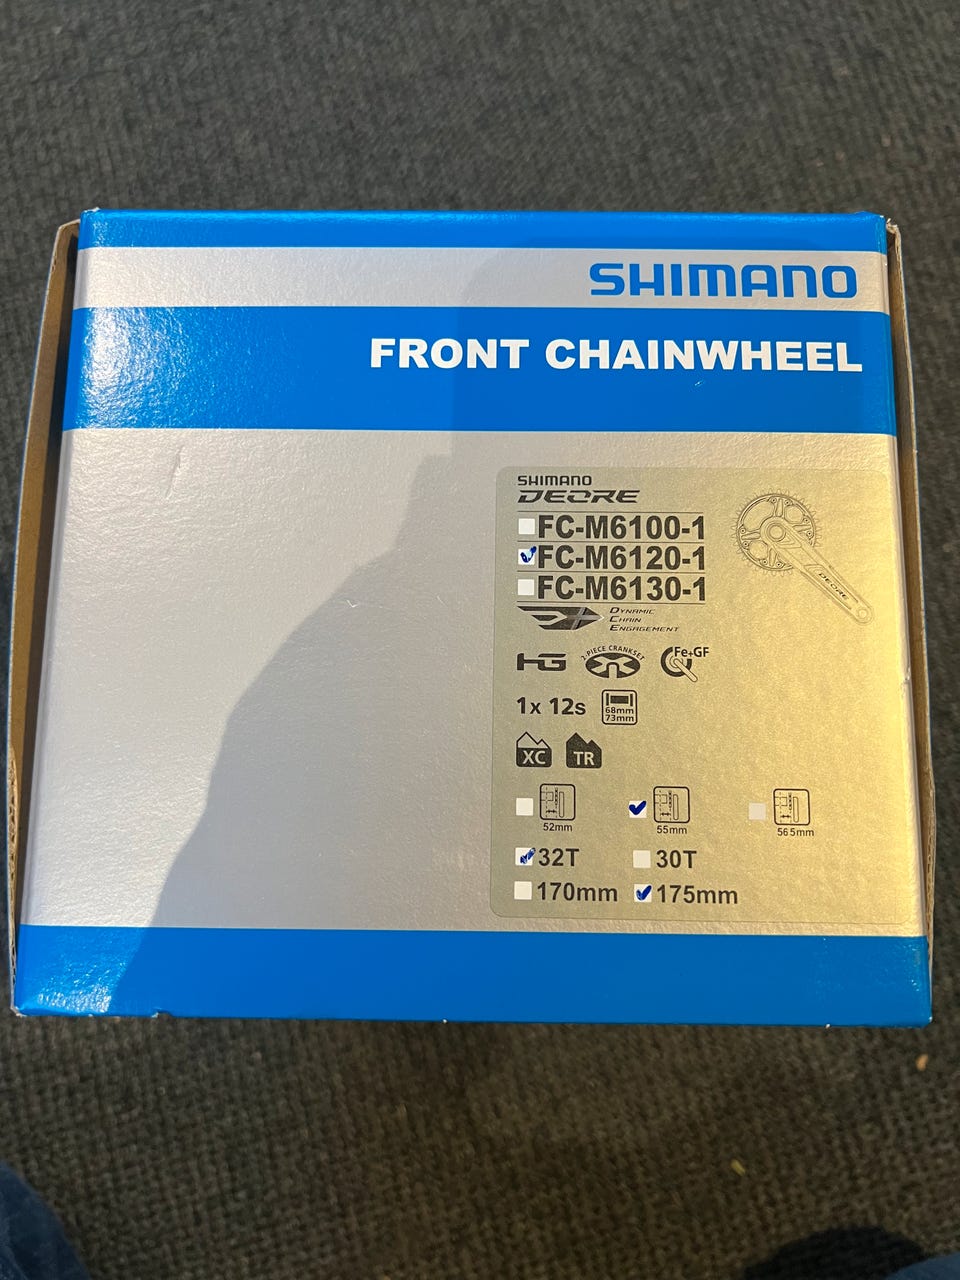 SHIMANO
FRONT CHAINWHEEL
SHIMANO
DEORE
FC-M6100-1
FC-M6120-1
FC-M6130-1
DYNAMIC
CHAIN
ENGAGEMENT
HG 2-PIECE CRANKSET Fe+GF
1x 12s 68mm
73mm
XC TR
52mm 55mm 56.5mm
32T 30T
170mm 175mm
DEORE